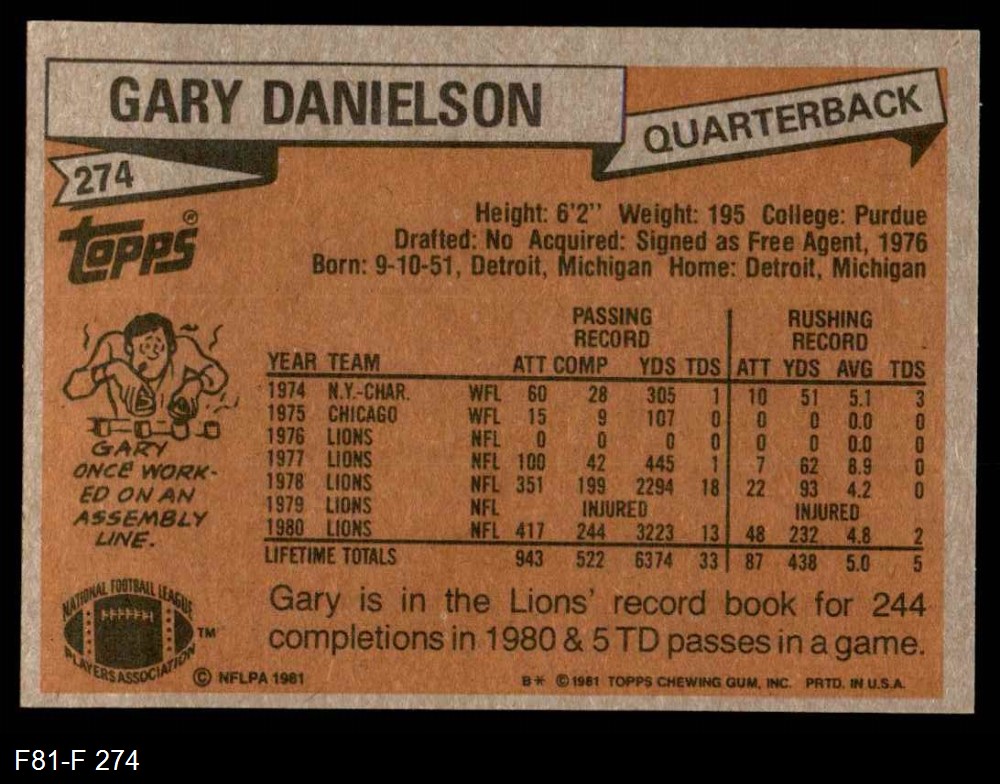 GARY DANIELSON
QUARTERBACK
274
TOPPS®
Height: 6'2" Weight: 195 College: Purdue
Drafted: No Acquired: Signed as Free Agent, 1976
Born: 9-10-51, Detroit, Michigan Home: Detroit, Michigan
PASSING RECORD RUSHING RECORD
YEAR TEAM ATT COMP YDS TDS ATT YDS AVG TDS
1974 N.Y.-CHAR. WFL 60 28 305 1 10 51 5.1 3
1975 CHICAGO WFL 15 9 107 0 0 0 0.0 0
1976 LIONS NFL 0 0 0 0 0 0 0.0 0
1977 LIONS NFL 100 42 445 1 7 62 8.9 0
1978 LIONS NFL 351 199 2294 18 22 93 4.2 0
1979 LIONS NFL INJURED INJURED
1980 LIONS NFL 417 244 3223 13 48 232 4.8 2
LIFETIME TOTALS 943 522 6374 33 87 438 5.0 5
GARY
ONCE WORK-
ED ON AN
ASSEMBLY
LINE.
Gary is in the Lions' record book for 244
completions in 1980 & 5 TD passes in a game.
NATIONAL FOOTBALL LEAGUE
PLAYERS ASSOCIATION
TM
© NFLPA 1981
B* © 1981 TOPPS CHEWING GUM, INC. PRTD. IN U.S.A.
F81-F 274